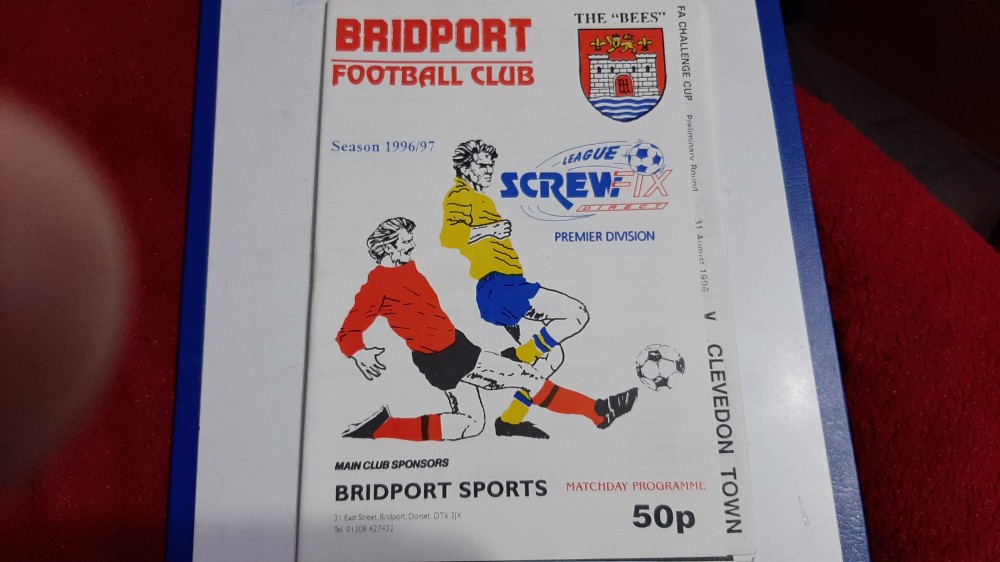 BRIDPORT
FOOTBALL CLUB
THE "BEES"
Season 1996/97
LEAGUE
SCREWFIX
DIRECT
PREMIER DIVISION
FA CHALLENGE CUP Preliminary Round 31 August 1996 V CLEVEDON TOWN
MAIN CLUB SPONSORS
BRIDPORT SPORTS
31 East Street, Bridport, Dorset. DT6 3JX
Tel. 01308 427432
MATCHDAY PROGRAMME
50p